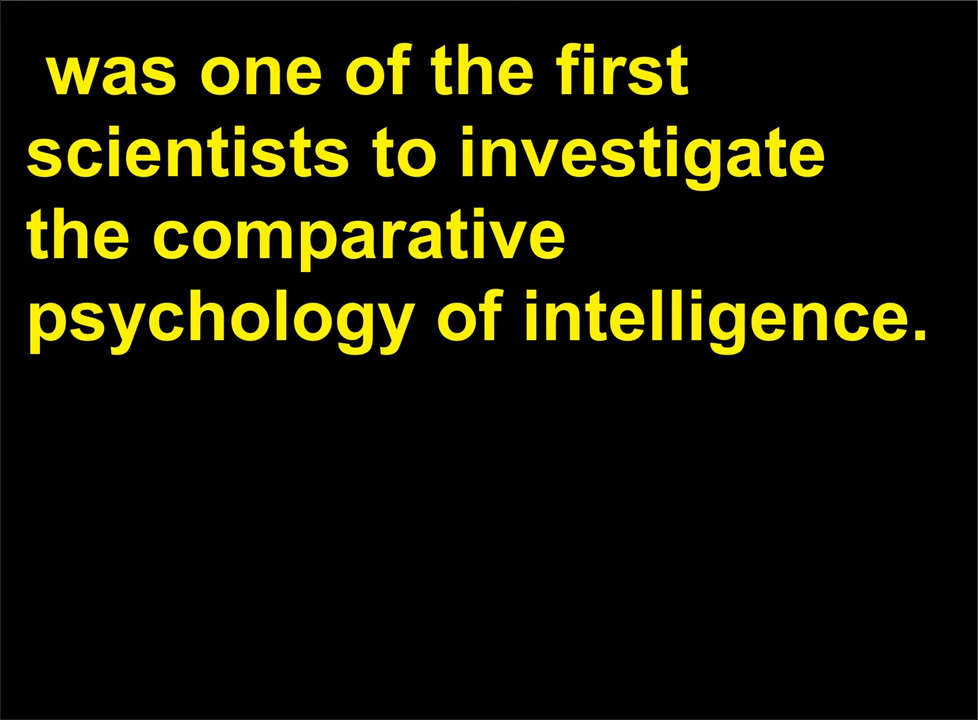 was one of the first
scientists to investigate
the comparative
psychology of intelligence.